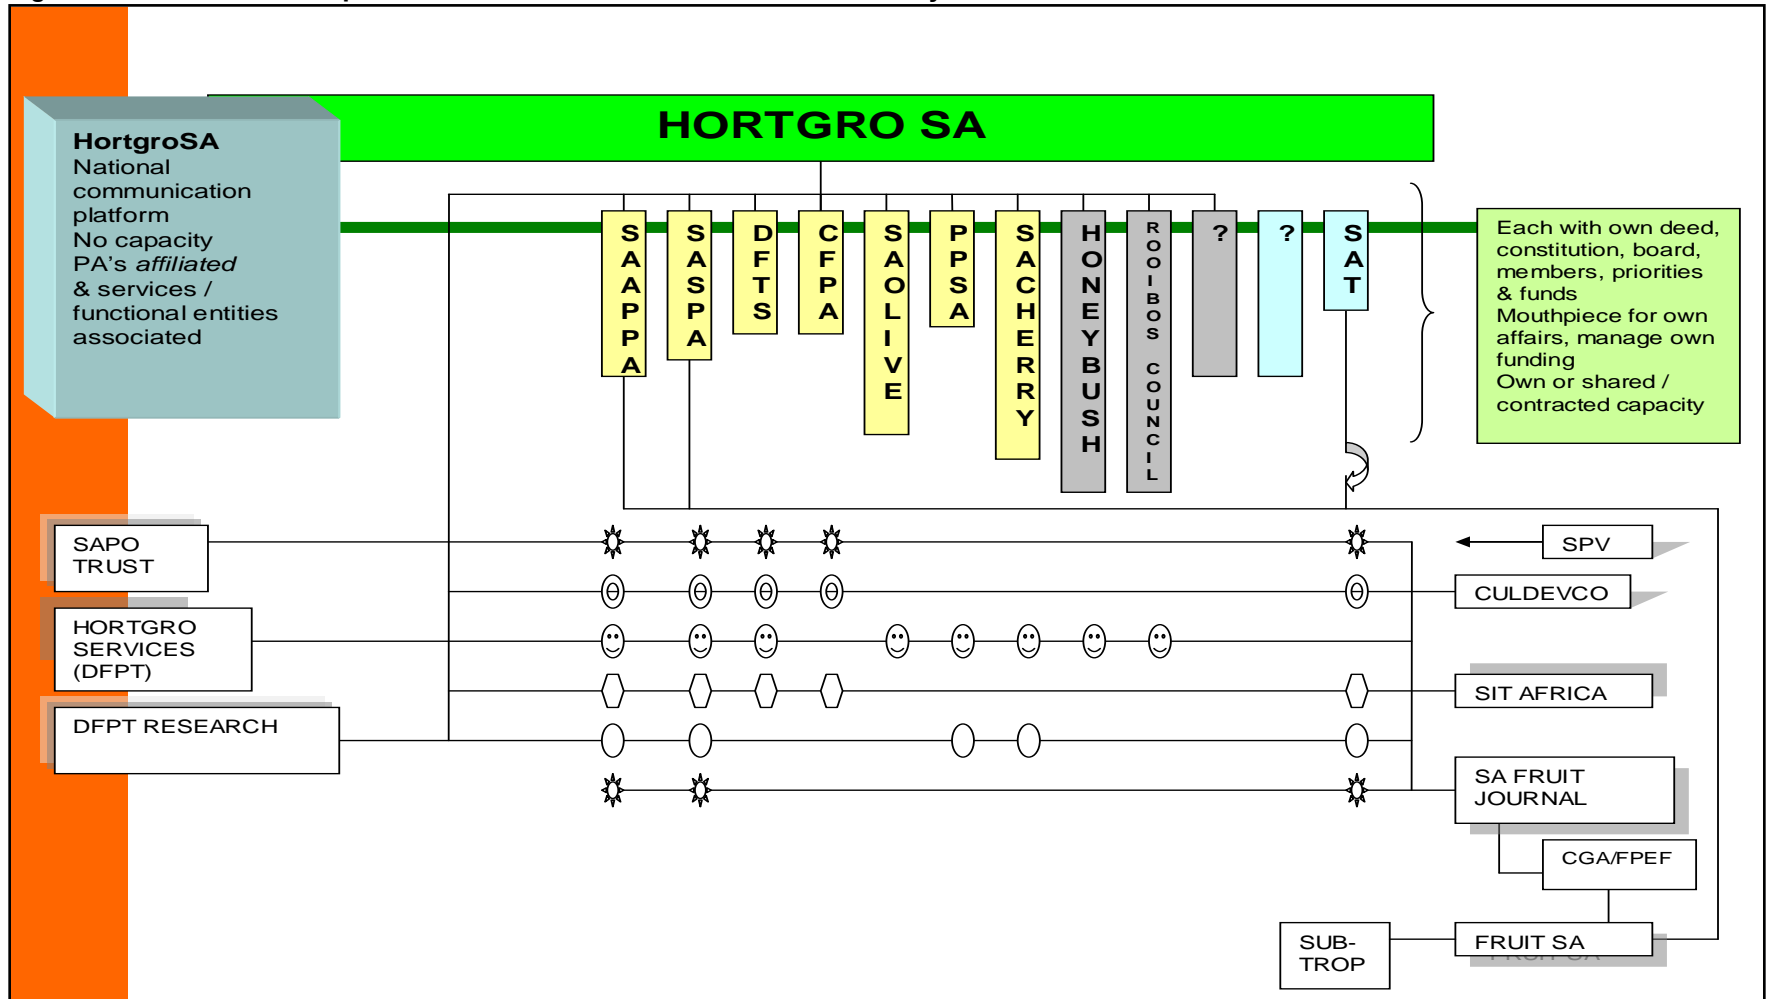 HORTGRO SA
HortgroSA
National
communication
platform
No capacity
PA's affiliated
& services /
functional entities
associated
SAAPPA
SASPA
DFTS
CFPA
SAOLIVE
PPSA
SACHERRY
HONEYBUSH
ROOIBOS COUNCIL
?
?
SAT
Each with own deed,
constitution, board,
members, priorities
& funds
Mouthpiece for own
affairs, manage own
funding
Own or shared /
contracted capacity
SAPO
TRUST
SPV
CULDEVCO
HORTGRO
SERVICES
(DFPT)
SIT AFRICA
DFPT RESEARCH
SA FRUIT
JOURNAL
CGA/FPEF
SUB-
TROP
FRUIT SA